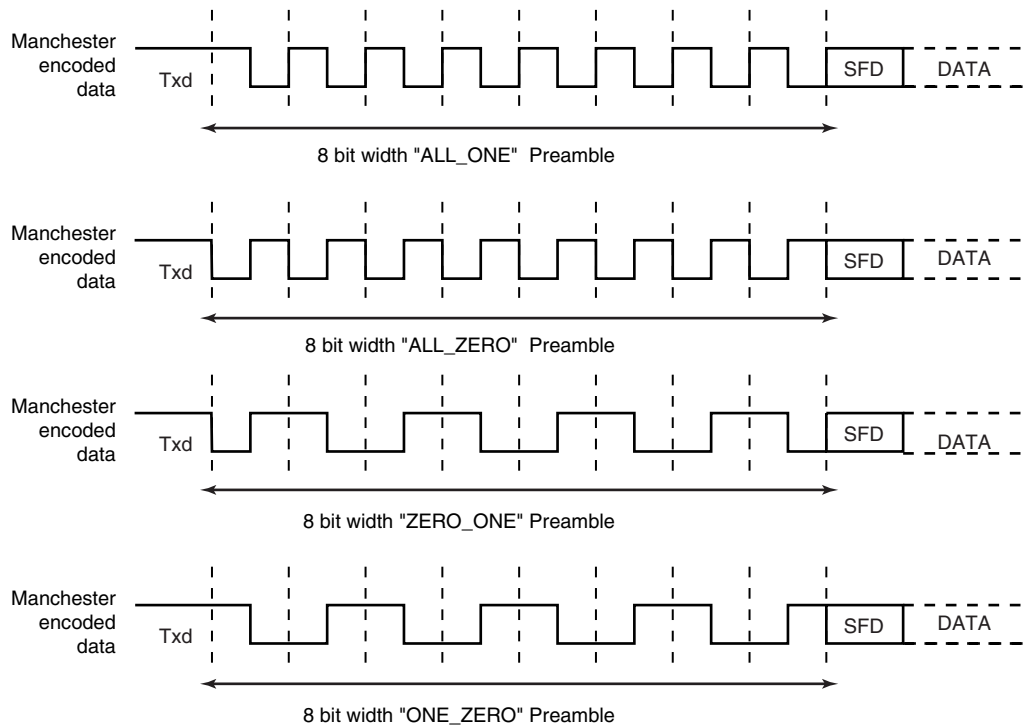 Manchester
encoded
data
Txd
SFD
DATA
8 bit width "ALL_ONE" Preamble
Manchester
encoded
data
Txd
SFD
DATA
8 bit width "ALL_ZERO" Preamble
Manchester
encoded
data
Txd
SFD
DATA
8 bit width "ZERO_ONE" Preamble
Manchester
encoded
data
Txd
SFD
DATA
8 bit width "ONE_ZERO" Preamble